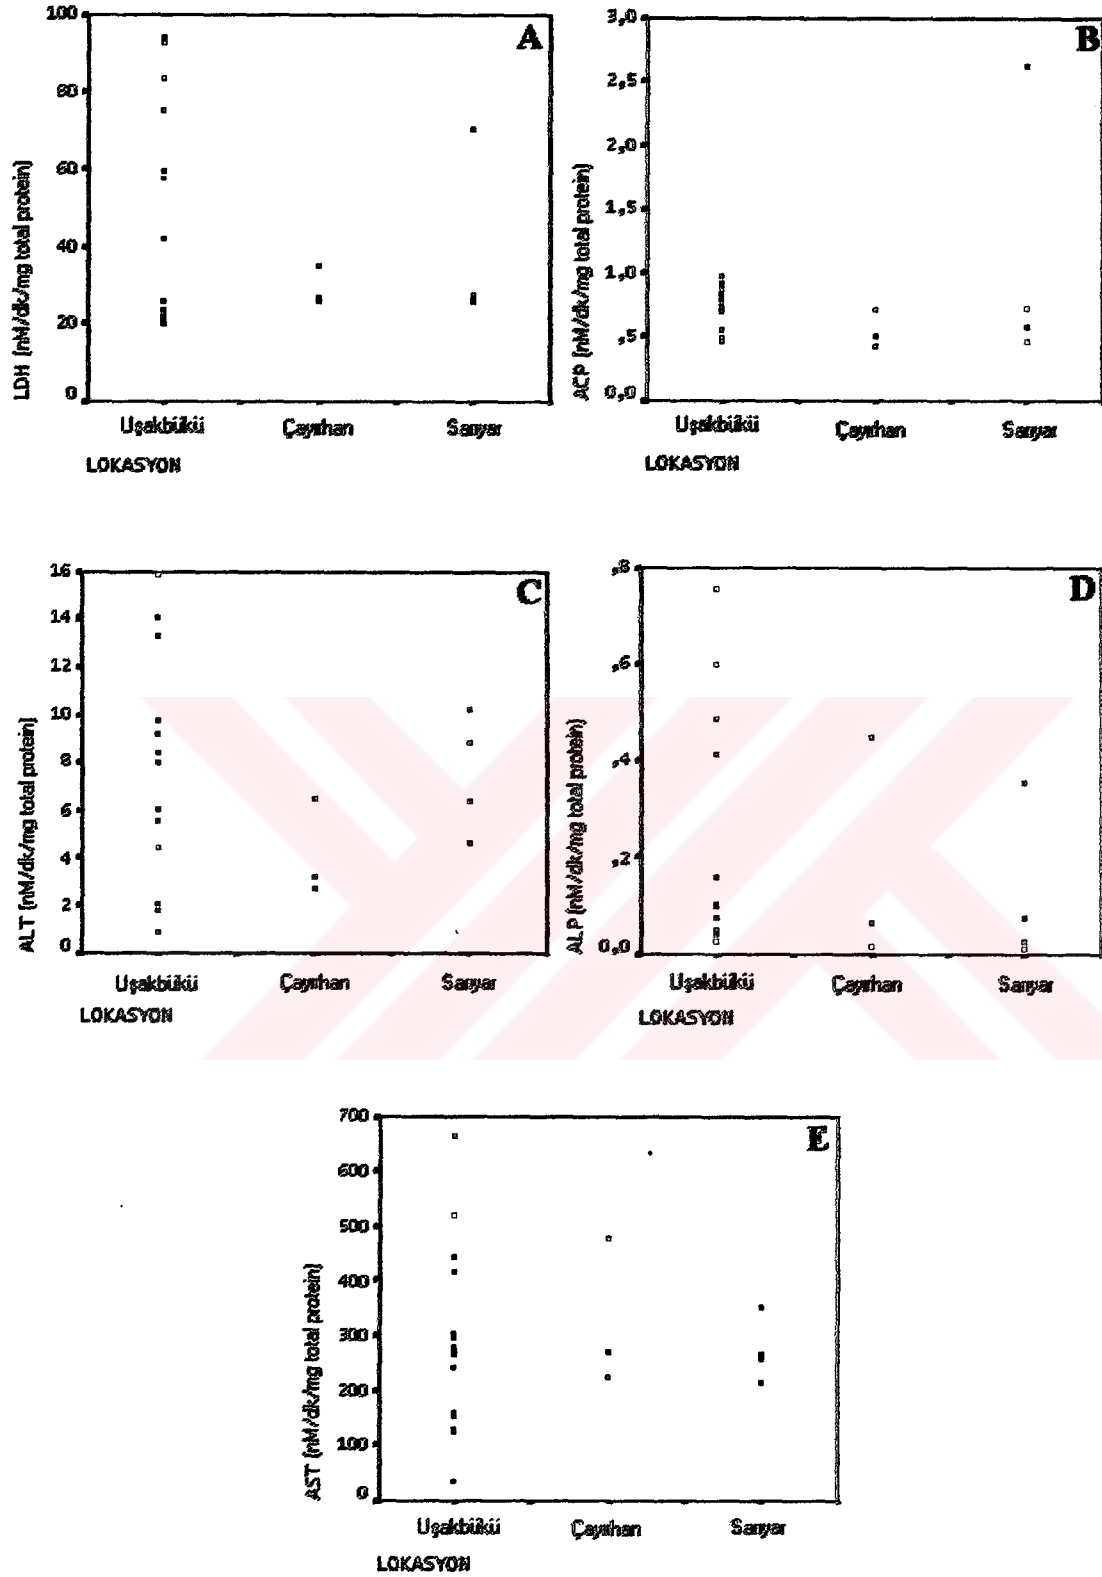 A
LDH (nM/dk/mg total protein)
100
80
60
40
20
0
Uşakbükü Çayırhan Sarıyar
LOKASYON
B
ACP (nM/dk/mg total protein)
3,0
2,5
2,0
1,5
1,0
,5
0,0
Uşakbükü Çayırhan Sarıyar
LOKASYON
C
ALT (nM/dk/mg total protein)
16
14
12
10
8
6
4
2
0
Uşakbükü Çayırhan Sarıyar
LOKASYON
D
ALP (nM/dk/mg total protein)
,8
,6
,4
,2
0,0
Uşakbükü Çayırhan Sarıyar
LOKASYON
E
AST (nM/dk/mg total protein)
700
600
500
400
300
200
100
0
Uşakbükü Çayırhan Sarıyar
LOKASYON